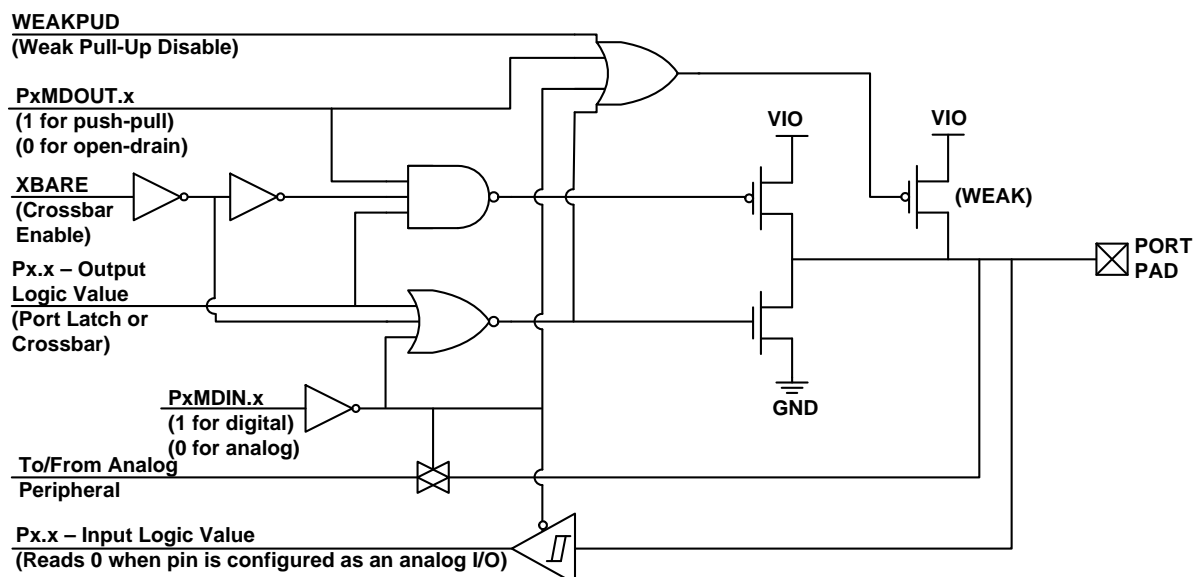 WEAKPUD
(Weak Pull-Up Disable)
PxMDOUT.x
(1 for push-pull)
(0 for open-drain)
XBARE
(Crossbar
Enable)
Px.x – Output
Logic Value
(Port Latch or
Crossbar)
PxMDIN.x
(1 for digital)
(0 for analog)
To/From Analog
Peripheral
Px.x – Input Logic Value
(Reads 0 when pin is configured as an analog I/O)
VIO
VIO
(WEAK)
GND
PORT
PAD